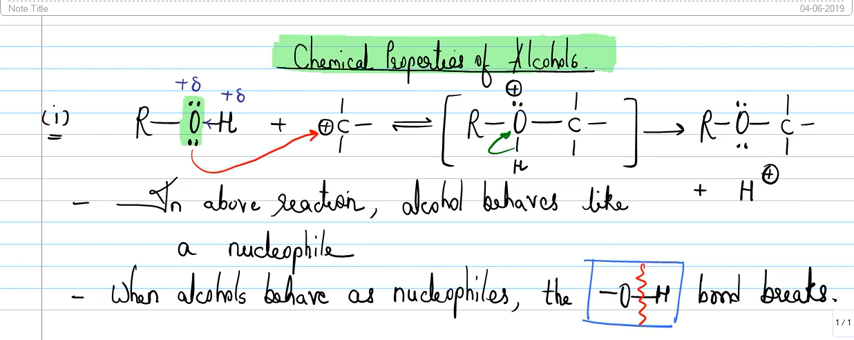 Note Title
04-06-2019
Chemical Properties of Alcohols.
+δ +δ
(i) R—Ö—H + ⊕C— ⇌ [R—Ö—C—] → R—Ö—C—
⊕
H
+ H⊕
- In above reaction, alcohol behaves like
a nucleophile
- When alcohols behave as nucleophiles, the —O—H bond breaks.
1/1